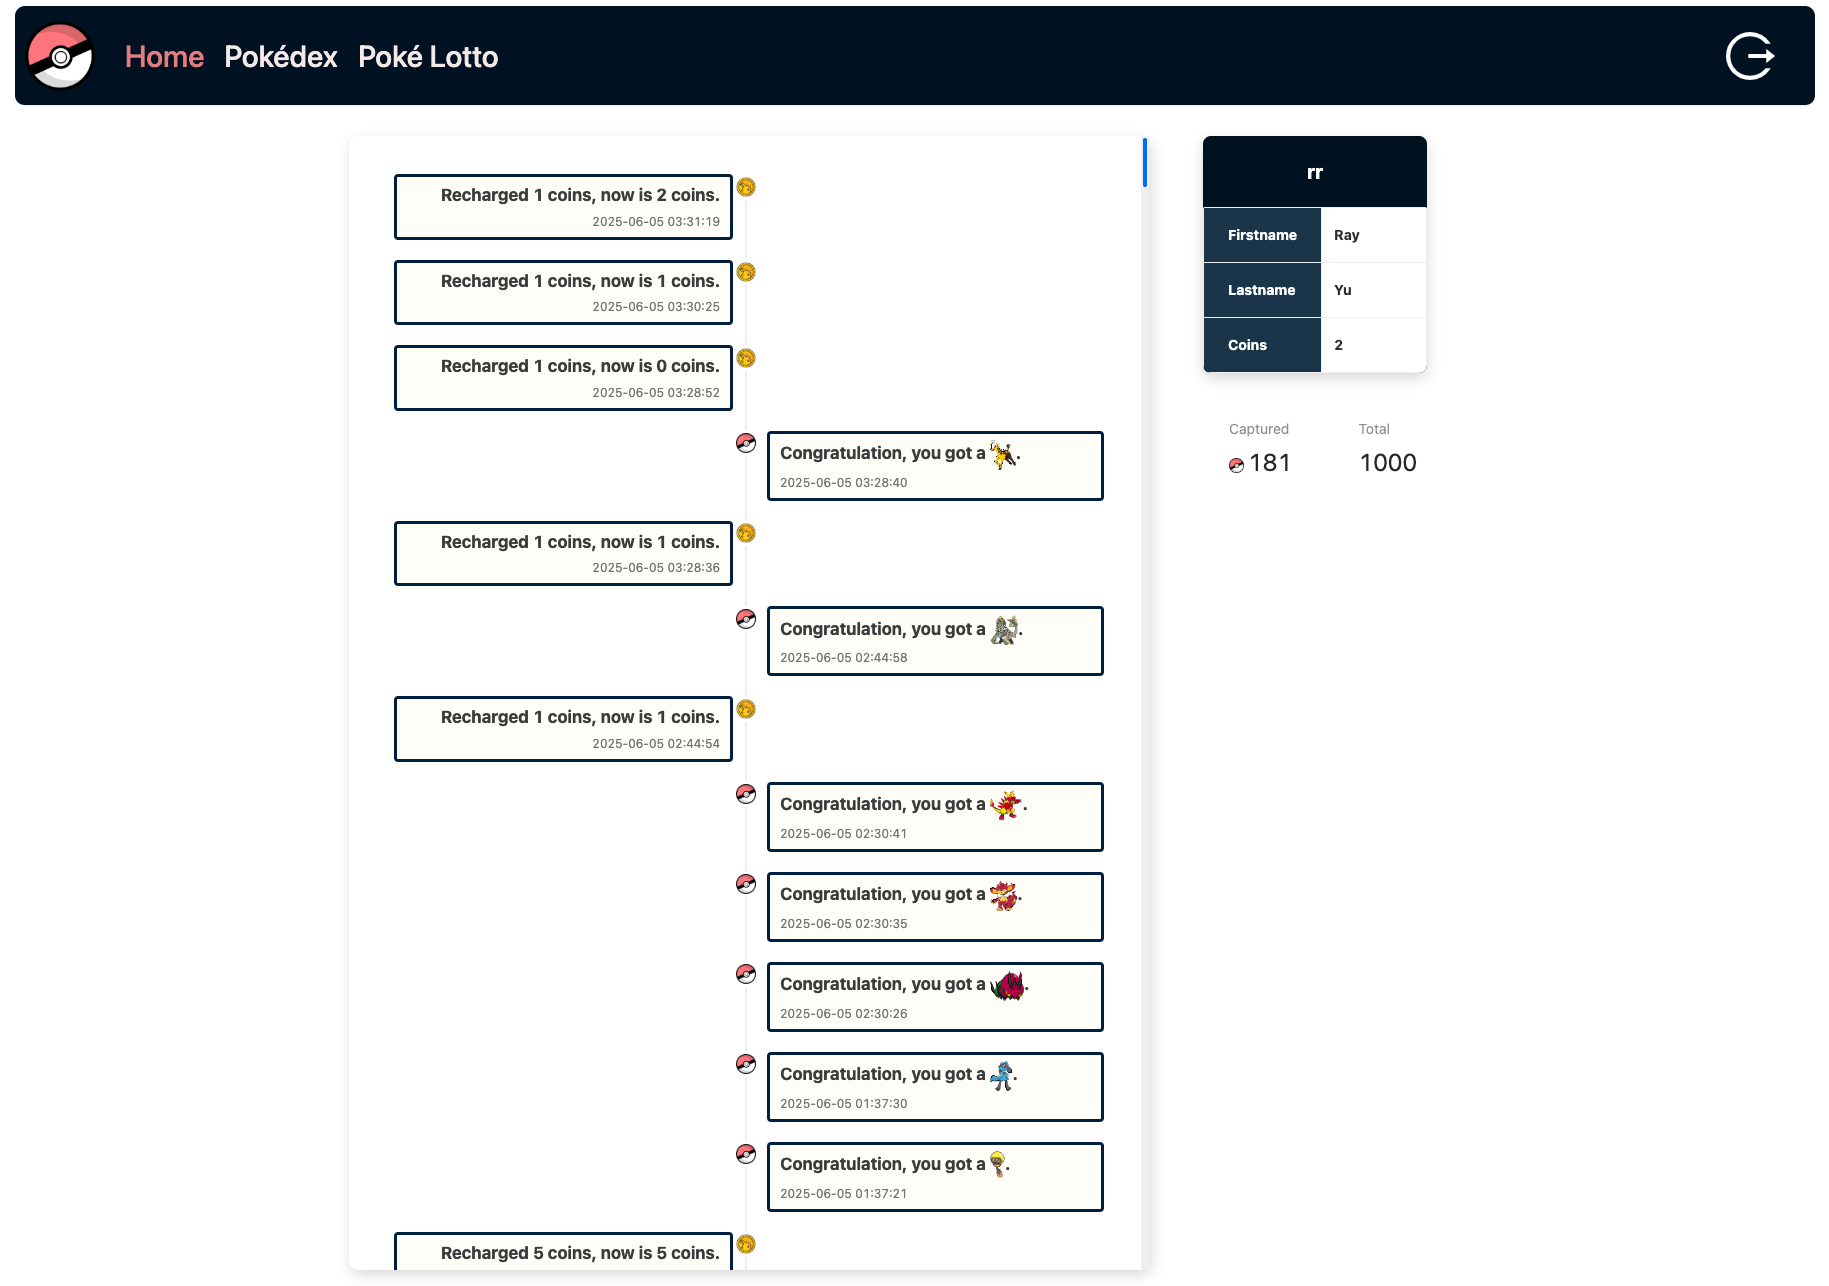 Home Pokédex Poké Lotto
Recharged 1 coins, now is 2 coins.
2025-06-05 03:31:19
Recharged 1 coins, now is 1 coins.
2025-06-05 03:30:25
Recharged 1 coins, now is 0 coins.
2025-06-05 03:28:52
Congratulation, you got a .
2025-06-05 03:28:40
Recharged 1 coins, now is 1 coins.
2025-06-05 03:28:36
Congratulation, you got a .
2025-06-05 02:44:58
Recharged 1 coins, now is 1 coins.
2025-06-05 02:44:54
Congratulation, you got a .
2025-06-05 02:30:41
Congratulation, you got a .
2025-06-05 02:30:35
Congratulation, you got a .
2025-06-05 02:30:26
Congratulation, you got a .
2025-06-05 01:37:30
Congratulation, you got a .
2025-06-05 01:37:21
Recharged 5 coins, now is 5 coins.
rr
Firstname Ray
Lastname Yu
Coins 2
Captured Total
181 1000